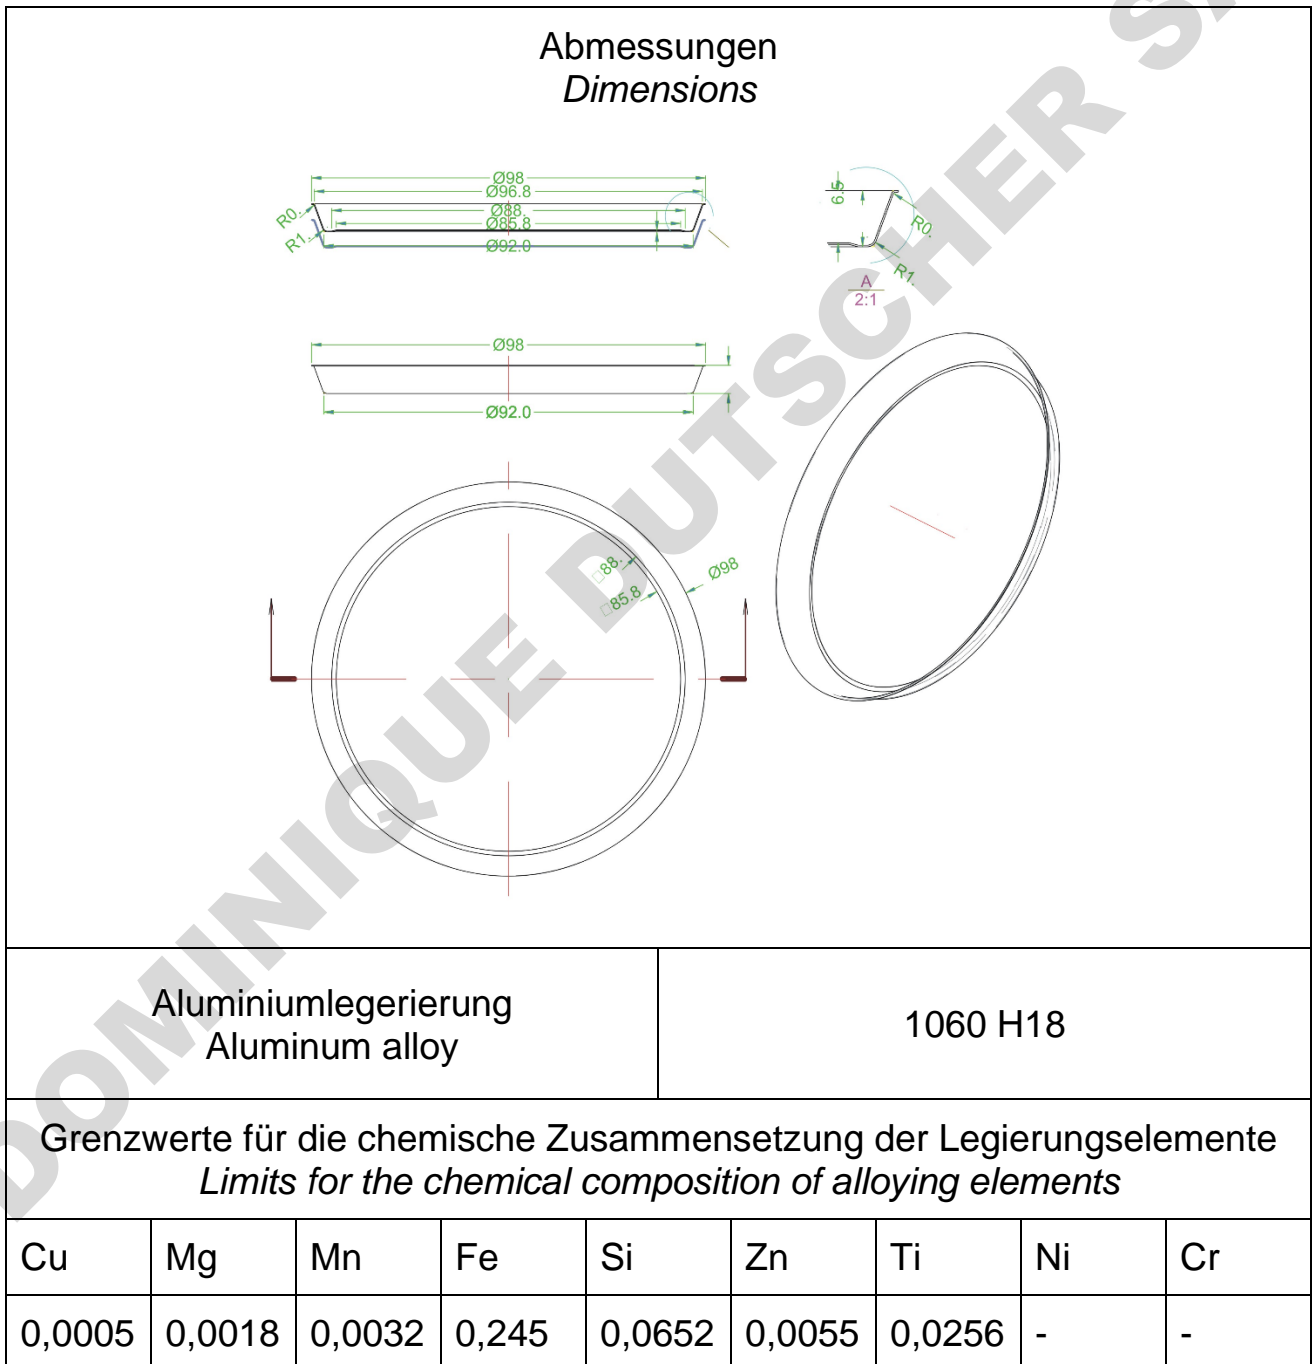 Abmessungen
Dimensions
Ø98
Ø96.8
R0.
Ø88.
Ø85.8
R1.
Ø92.0
6.5
R0.
R1.
A
2:1
Ø98
Ø92.0
□88.
□85.8
Ø98
Aluminiumlegerierung
Aluminum alloy
1060 H18
Grenzwerte für die chemische Zusammensetzung der Legierungselemente
Limits for the chemical composition of alloying elements
Cu Mg Mn Fe Si Zn Ti Ni Cr
0,0005 0,0018 0,0032 0,245 0,0652 0,0055 0,0256 - -
DOMINIQUE DUTSCHER